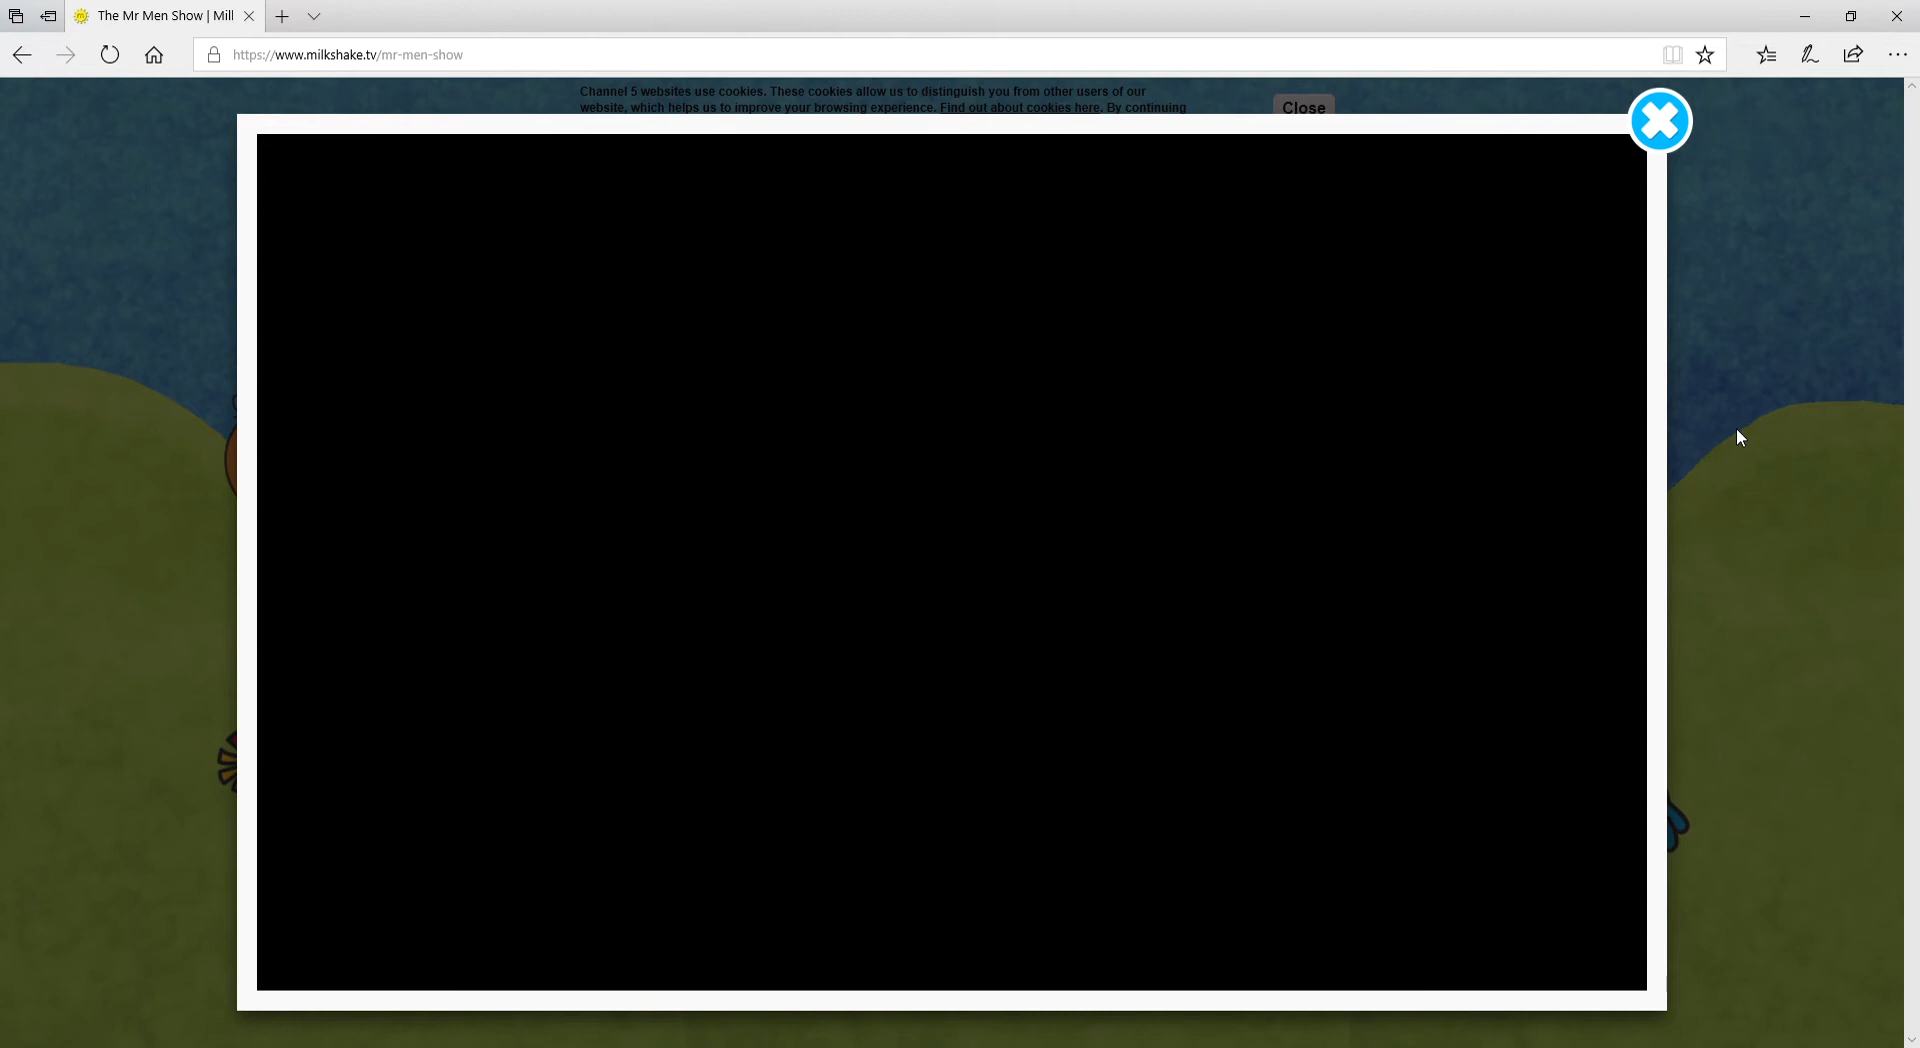 The Mr Men Show | Mill
https://www.milkshake.tv/mr-men-show
Channel 5 websites use cookies. These cookies allow us to distinguish you from other users of our
website, which helps us to improve your browsing experience. Find out about cookies here. By continuing
Close